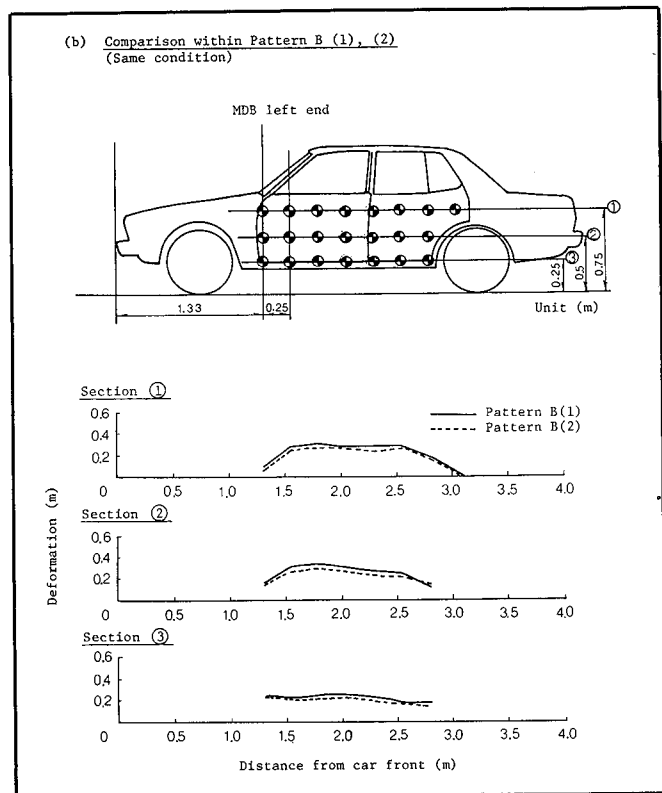 (b) Comparison within Pattern B (1), (2)
(Same condition)
MDB left end
①
②
③
0.25
0.5
0.75
Unit (m)
1.33
0.25
Section ①
0.6
0.4
0.2
0 0.5 1.0 1.5 2.0 2.5 3.0 3.5 4.0
Pattern B(1)
Pattern B(2)
Section ②
0.6
0.4
0.2
0 0.5 1.0 1.5 2.0 2.5 3.0 3.5 4.0
Section ③
0.6
0.4
0.2
0 0.5 1.0 1.5 2.0 2.5 3.0 3.5 4.0
Deformation (m)
Distance from car front (m)